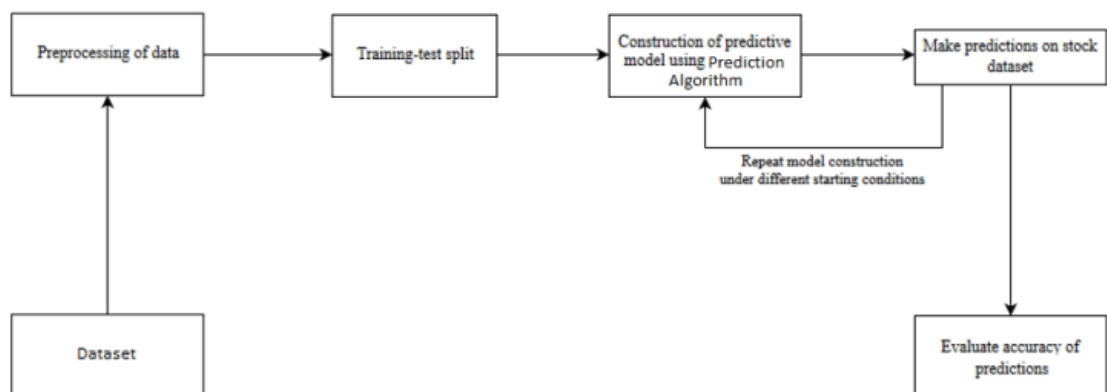 Preprocessing of data
Training-test split
Construction of predictive
model using Prediction
Algorithm
Make predictions on stock
dataset
Repeat model construction
under different starting conditions
Dataset
Evaluate accuracy of
predictions